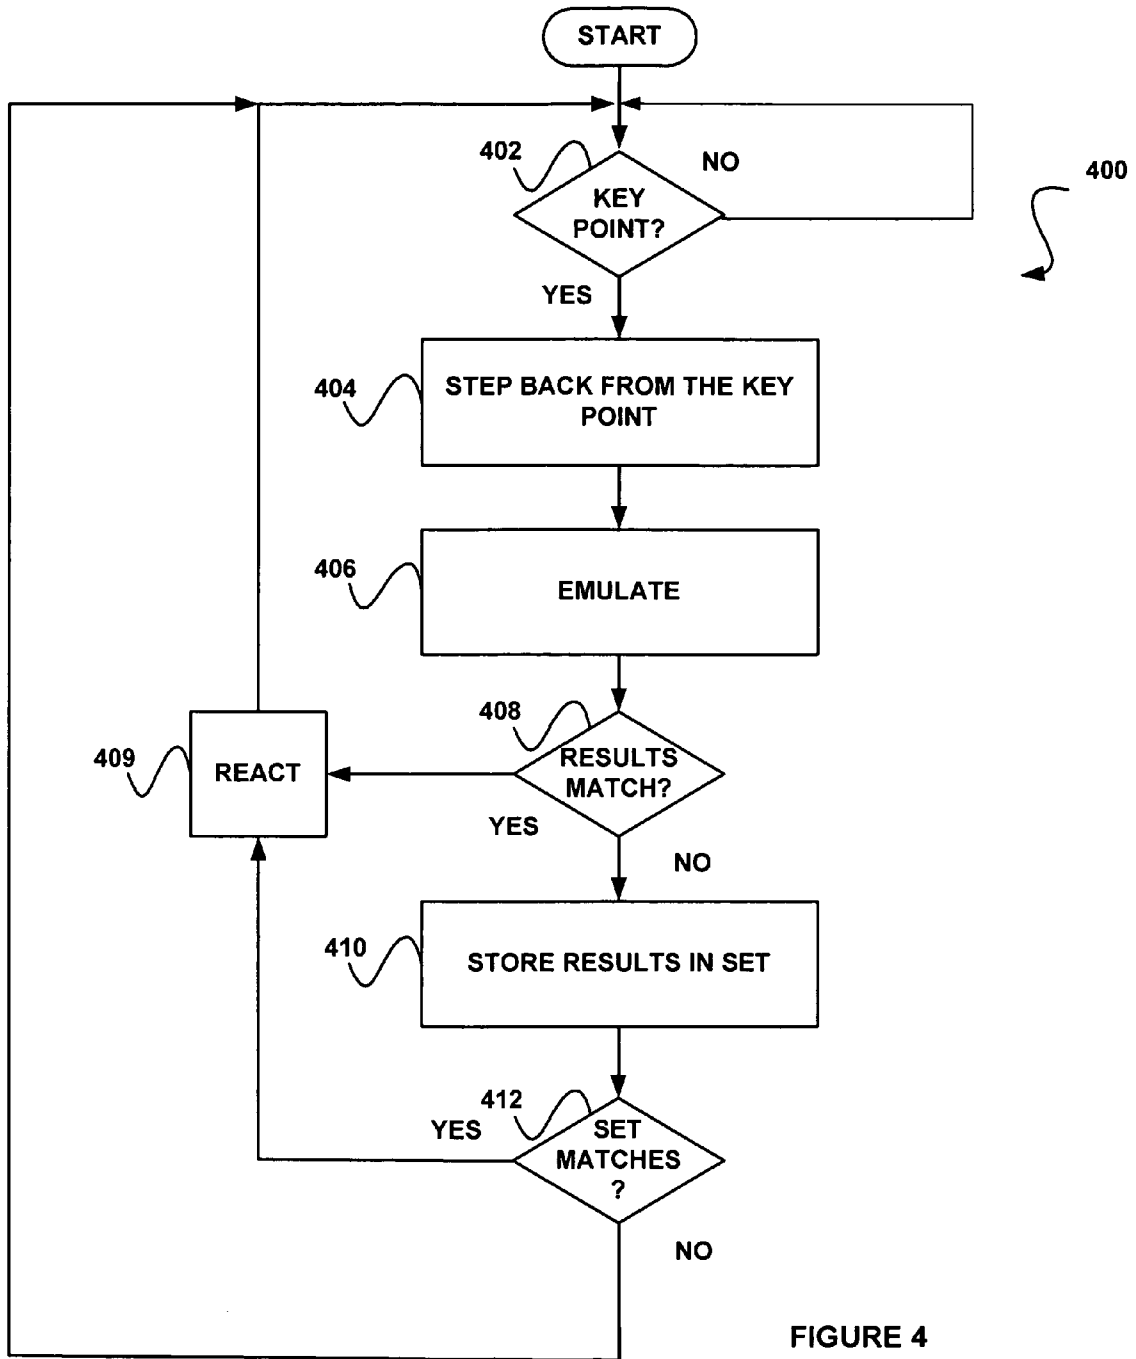 START
402
NO
400
KEY
POINT?
YES
404
STEP BACK FROM THE KEY
POINT
406
EMULATE
408
RESULTS
MATCH?
409
REACT
YES
NO
410
STORE RESULTS IN SET
412
YES
SET
MATCHES
?
NO
FIGURE 4